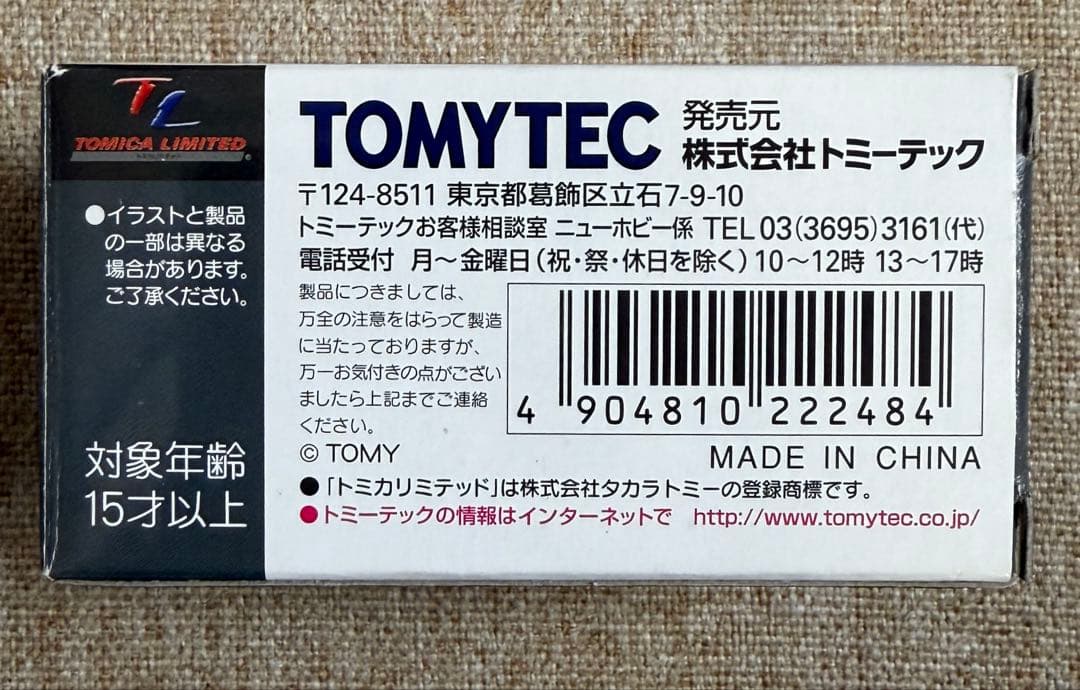 TL
TOMICA LIMITED
●イラストと製品
の一部は異なる
場合があります。
ご了承ください。
対象年齢
15才以上
TOMYTEC
発売元
株式会社トミーテック
〒124-8511 東京都葛飾区立石7-9-10
トミーテックお客様相談室 ニューホビー係 TEL 03(3695)3161(代)
電話受付 月～金曜日(祝・祭・休日を除く)10～12時 13～17時
製品につきましては、
万全の注意をはらって製造
に当たっておりますが、
万一お気付きの点がござい
ましたら上記までご連絡
ください。
© TOMY
4 904810 222484
MADE IN CHINA
●「トミカリミテッド」は株式会社タカラトミーの登録商標です。
●トミーテックの情報はインターネットで http://www.tomytec.co.jp/